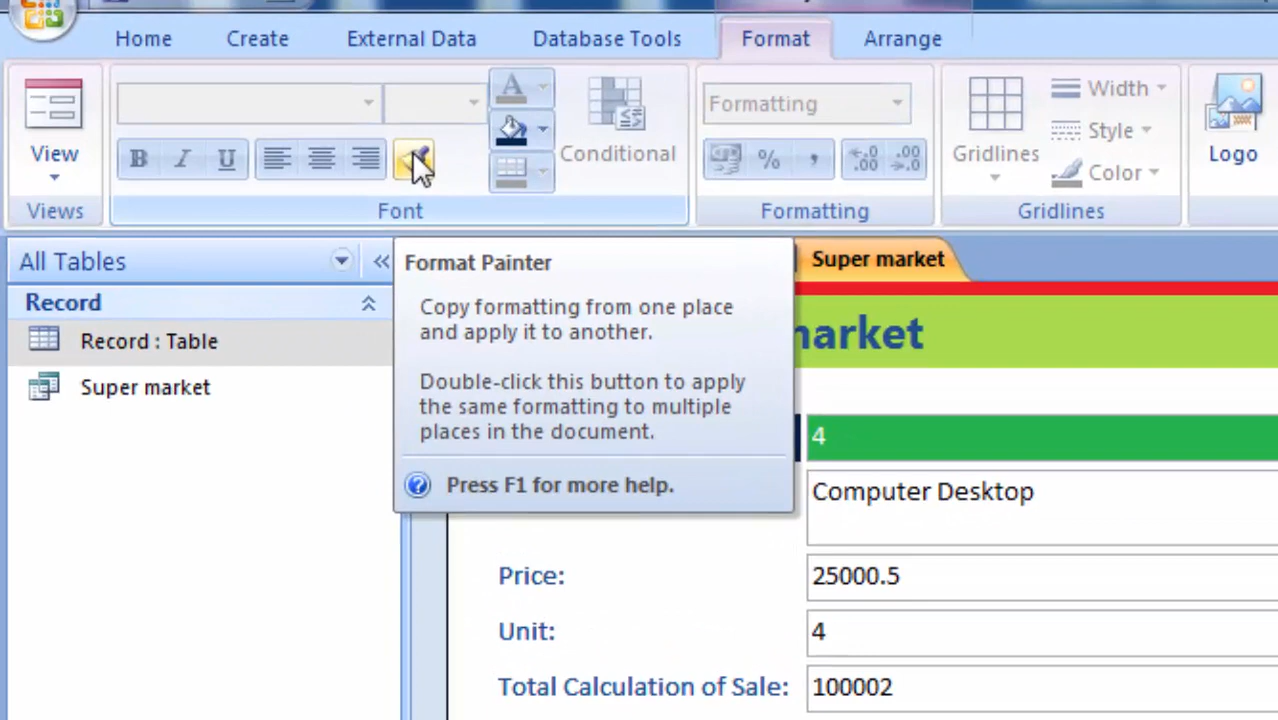 Home Create External Data Database Tools Format Arrange
Formatting
Width
Style
Color
View
B I U
A
Conditional
% ,
Gridlines
Logo
Views Font Formatting Gridlines
All Tables
Super market
Record
Record : Table
Super market
Format Painter
Copy formatting from one place
and apply it to another.
Double-click this button to apply
the same formatting to multiple
places in the document.
Press F1 for more help.
market
4
Computer Desktop
Price: 25000.5
Unit: 4
Total Calculation of Sale: 100002